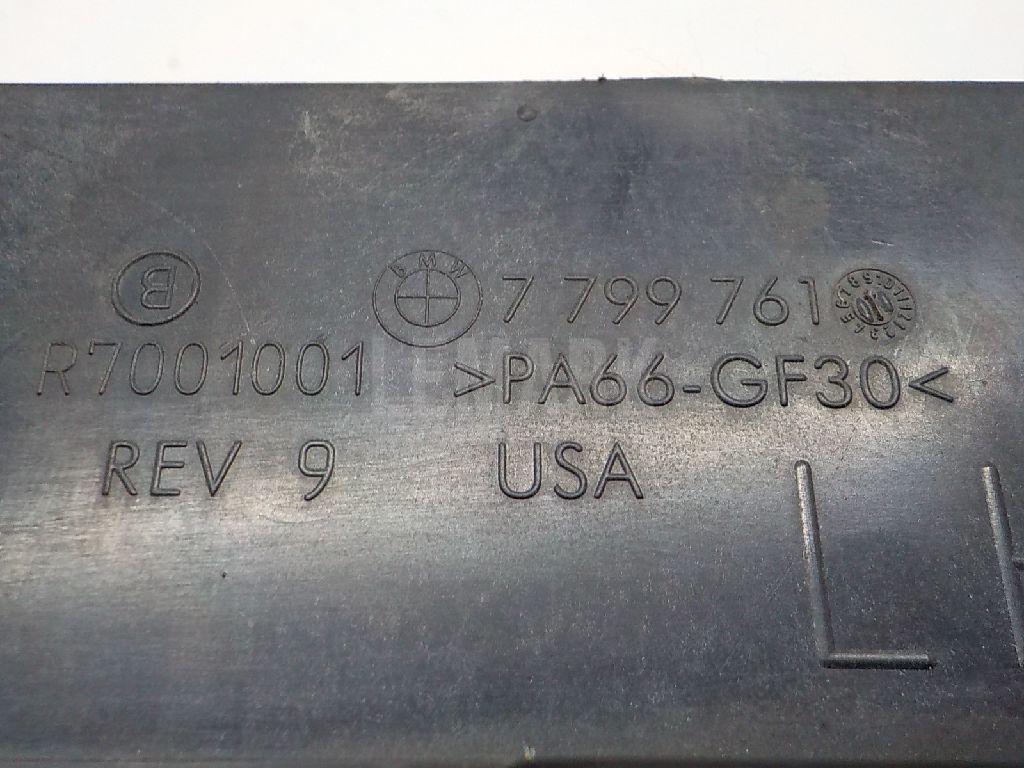 B BMW 7 799 761
R7001001 >PA66-GF30<
REV 9 USA
L